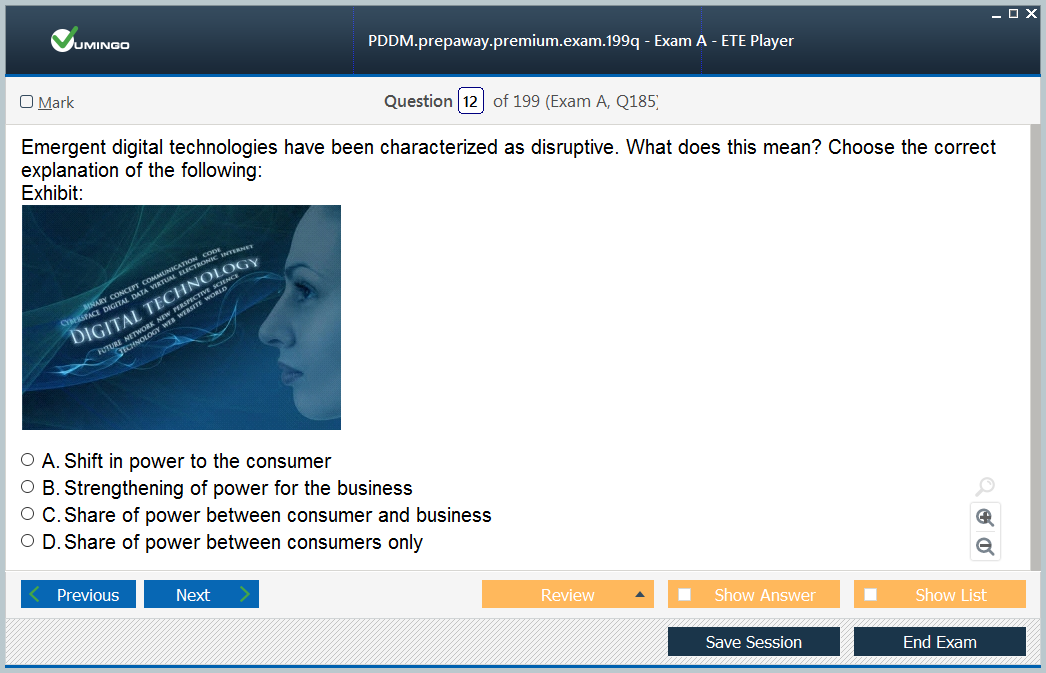 VUMINGO
PDDM.prepaway.premium.exam.199q - Exam A - ETE Player
Mark
Question 12 of 199 (Exam A, Q185)
Emergent digital technologies have been characterized as disruptive. What does this mean? Choose the correct
explanation of the following:
Exhibit:
BINARY CONCEPT COMMUNICATION CODE
CYBERSPACE DIGITAL DATA VIRTUAL ELECTRONIC INTERNET
DIGITAL TECHNOLOGY
FUTURE NETWORK NEW PERSPECTIVE SCIENCE
TECHNOLOGY WEB WEBSITE WORLD
A. Shift in power to the consumer
B. Strengthening of power for the business
C. Share of power between consumer and business
D. Share of power between consumers only
Previous
Next
Review
Show Answer
Show List
Save Session
End Exam